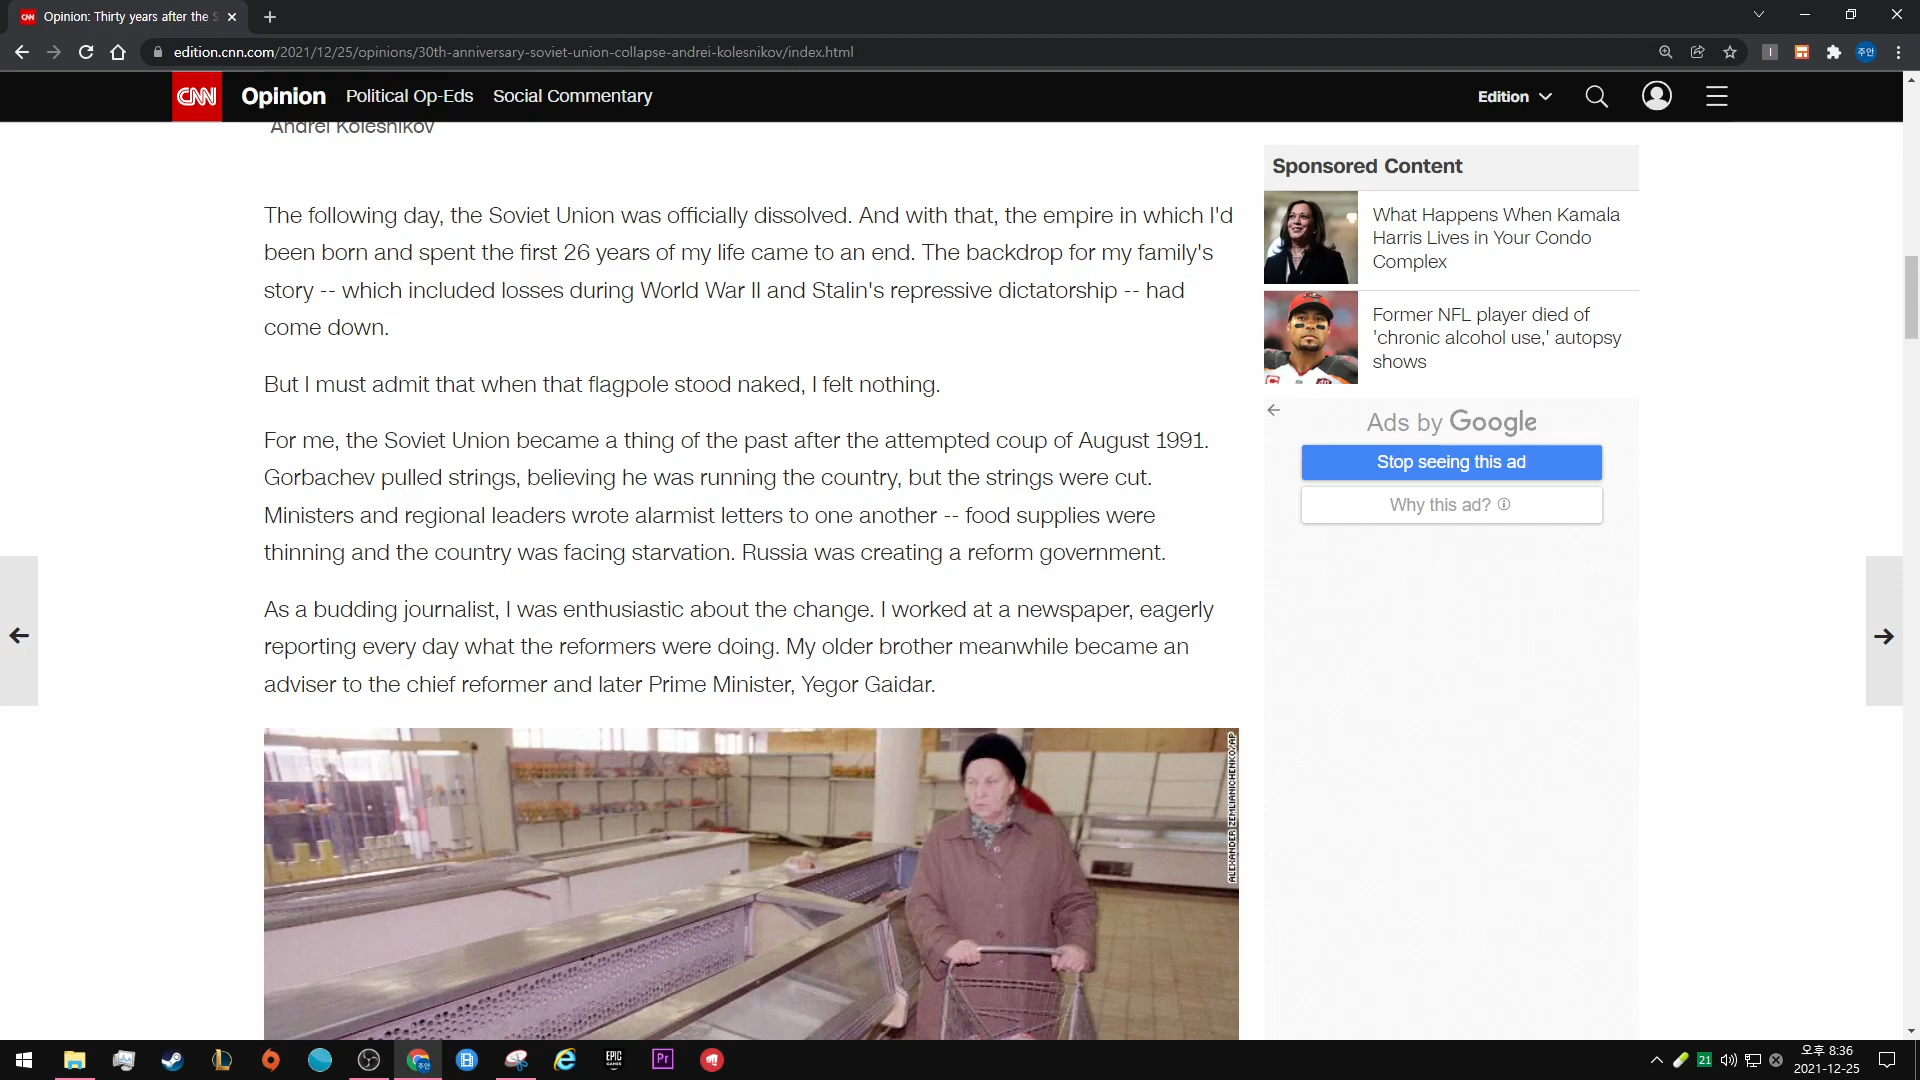 Opinion: Thirty years after the S
edition.cnn.com/2021/12/25/opinions/30th-anniversary-soviet-union-collapse-andrei-kolesnikov/index.html
주안
CNN
Opinion
Political Op-Eds
Social Commentary
Edition
Andrei Kolesnikov
The following day, the Soviet Union was officially dissolved. And with that, the empire in which I'd
been born and spent the first 26 years of my life came to an end. The backdrop for my family's
story -- which included losses during World War II and Stalin's repressive dictatorship -- had
come down.
But I must admit that when that flagpole stood naked, I felt nothing.
For me, the Soviet Union became a thing of the past after the attempted coup of August 1991.
Gorbachev pulled strings, believing he was running the country, but the strings were cut.
Ministers and regional leaders wrote alarmist letters to one another -- food supplies were
thinning and the country was facing starvation. Russia was creating a reform government.
As a budding journalist, I was enthusiastic about the change. I worked at a newspaper, eagerly
reporting every day what the reformers were doing. My older brother meanwhile became an
adviser to the chief reformer and later Prime Minister, Yegor Gaidar.
ALEXANDER ZEMLIANICHENKO/AP
Sponsored Content
What Happens When Kamala
Harris Lives in Your Condo
Complex
Former NFL player died of
'chronic alcohol use,' autopsy
shows
Ads by Google
Stop seeing this ad
Why this ad?
EPIC
GAMES
Pr
21
오후 8:36
2021-12-25